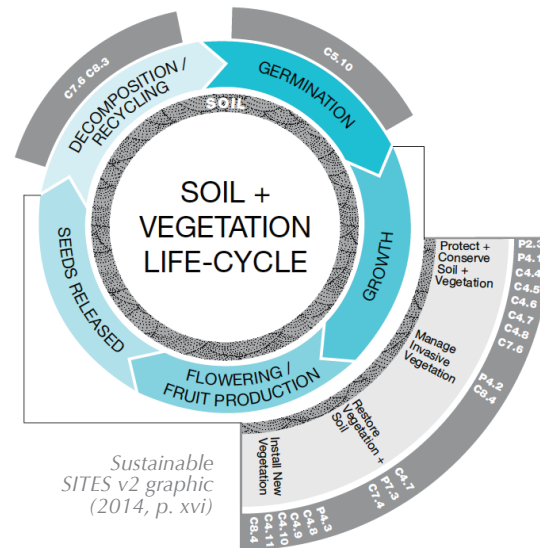 C7.6 C8.3
C5.10
DECOMPOSITION /
RECYCLING
GERMINATION
SOIL
SOIL +
VEGETATION
LIFE-CYCLE
SEEDS RELEASED
GROWTH
FLOWERING /
FRUIT PRODUCTION
Protect +
Conserve
Soil +
Vegetation
P2.3
P4.1
C4.4
C4.5
C4.6
C4.7
C4.8
C7.6
Manage
Invasive
Vegetation
P4.2
C8.4
Restore
Vegetation +
Soil
C4.7
P7.3
C7.4
Install New
Vegetation
P4.3
C4.8
C4.9
C4.10
C4.11
C8.4
Sustainable
SITES v2 graphic
(2014, p. xvi)